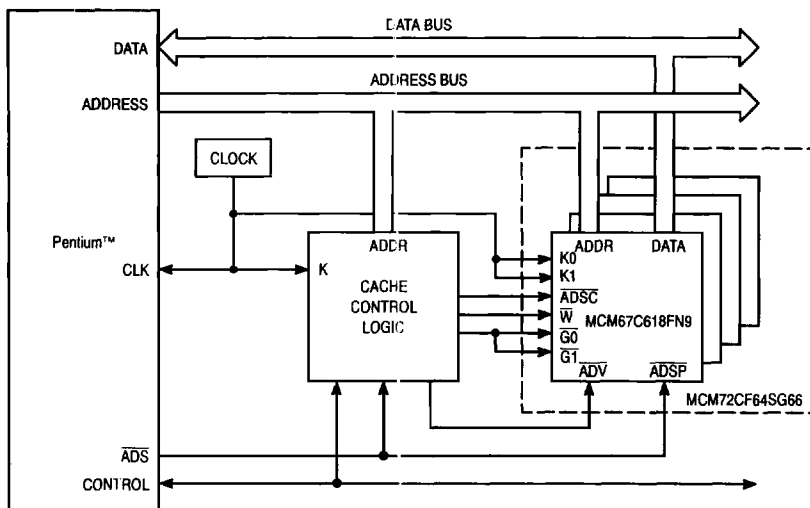 DATA BUS
DATA
ADDRESS BUS
ADDRESS
CLOCK
Pentium™
ADDR
ADDR DATA
CLK
K
K0
K1
CACHE
CONTROL
LOGIC
ADSC
W
MCM67C618FN9
G0
G1
ADV ADSP
MCM72CF64SG66
ADS
CONTROL